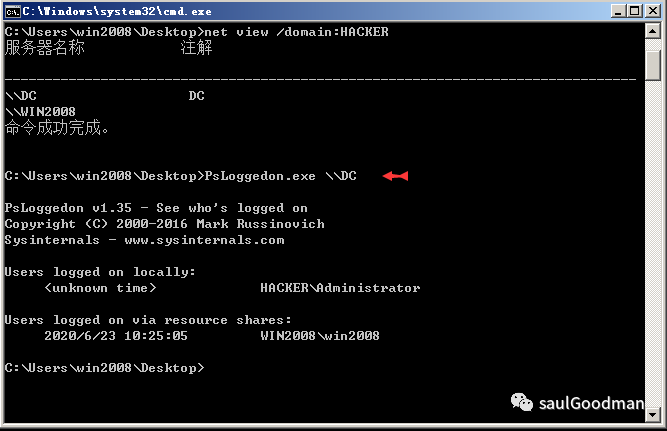 C:\Windows\system32\cmd.exe
C:\Users\win2008\Desktop>net view /domain:HACKER
服务器名称 注解
-------------------------------------------------------------------------------
\\DC DC
\\WIN2008
命令成功完成。
C:\Users\win2008\Desktop>PsLoggedon.exe \\DC
PsLoggedon v1.35 - See who's logged on
Copyright (C) 2000-2016 Mark Russinovich
Sysinternals - www.sysinternals.com
Users logged on locally:
<unknown time> HACKER\Administrator
Users logged on via resource shares:
2020/6/23 10:25:05 WIN2008\win2008
C:\Users\win2008\Desktop>
saulGoodman